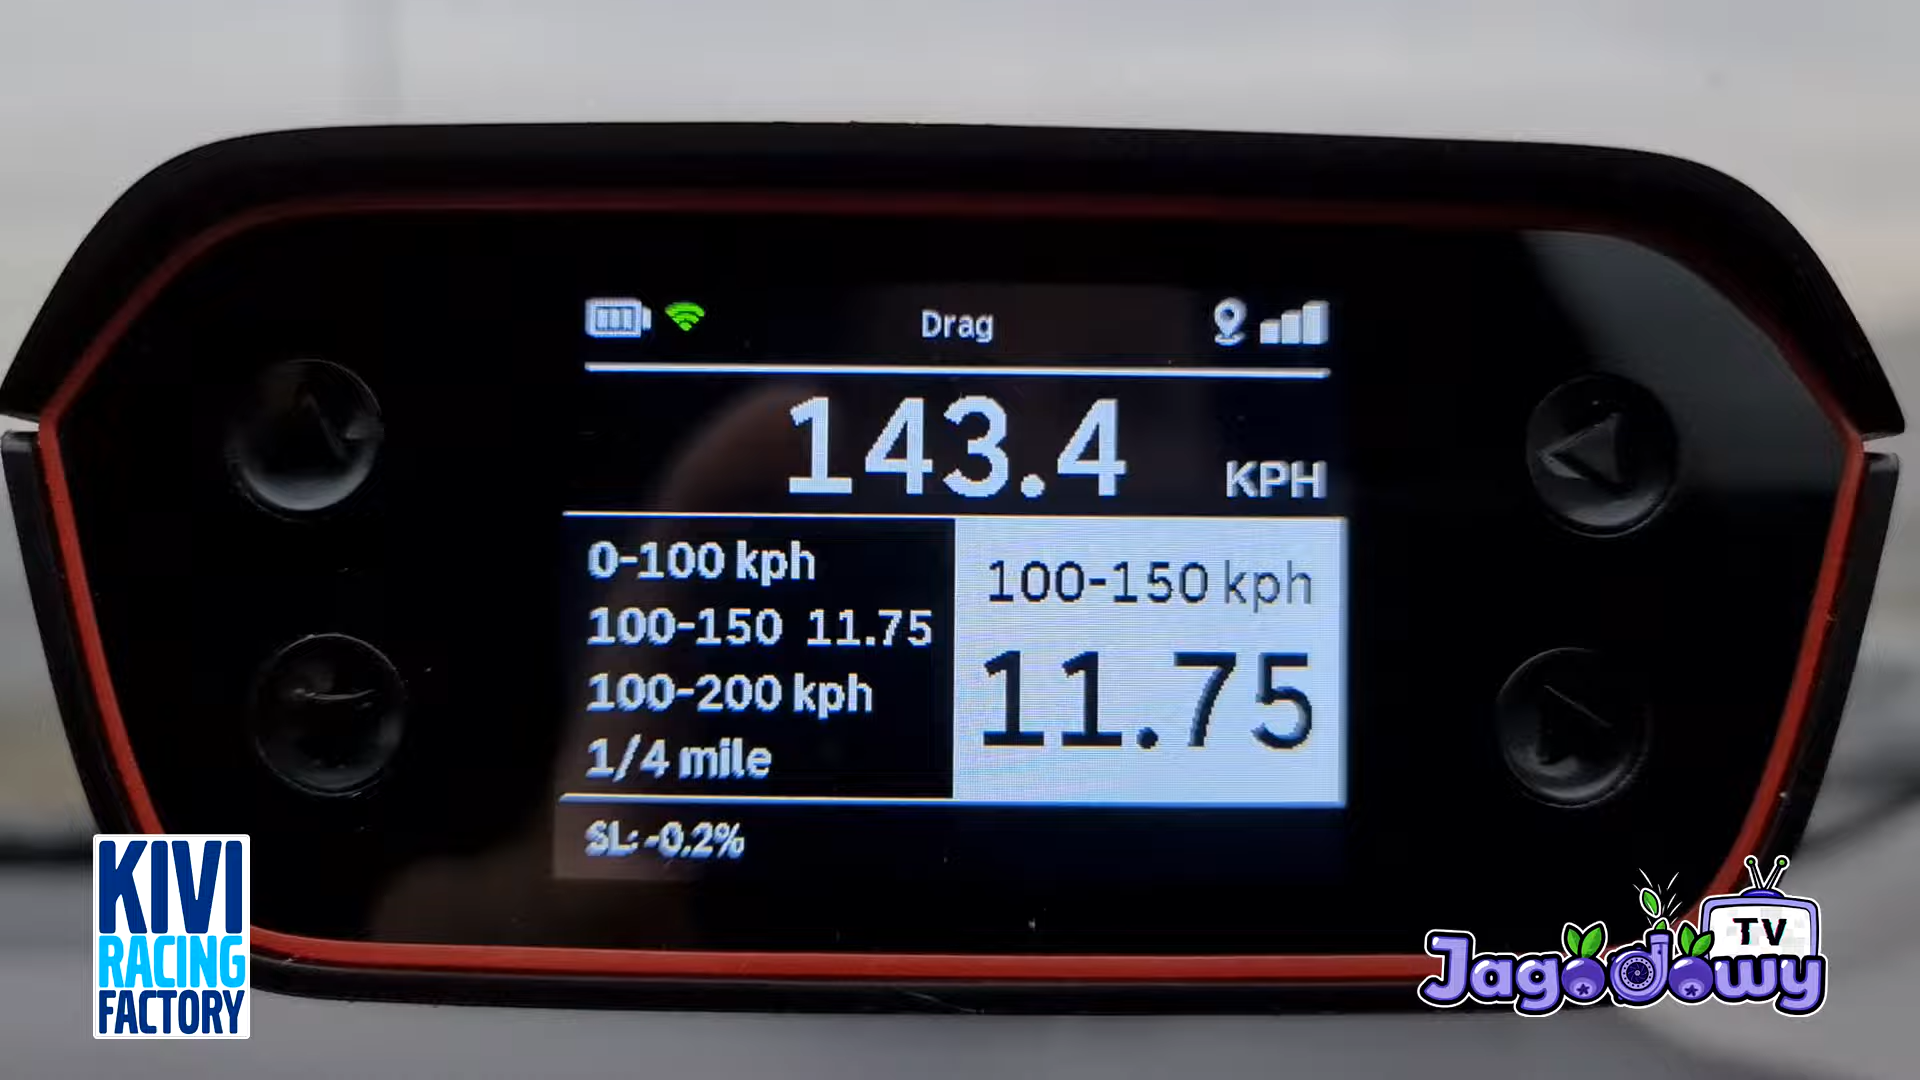 Drag
143.4 KPH
0-100 kph
100-150 11.75
100-200 kph
1/4 mile
100-150 kph
11.75
SL: -0.2%
KIVI
RACING
FACTORY
Jagodowy TV